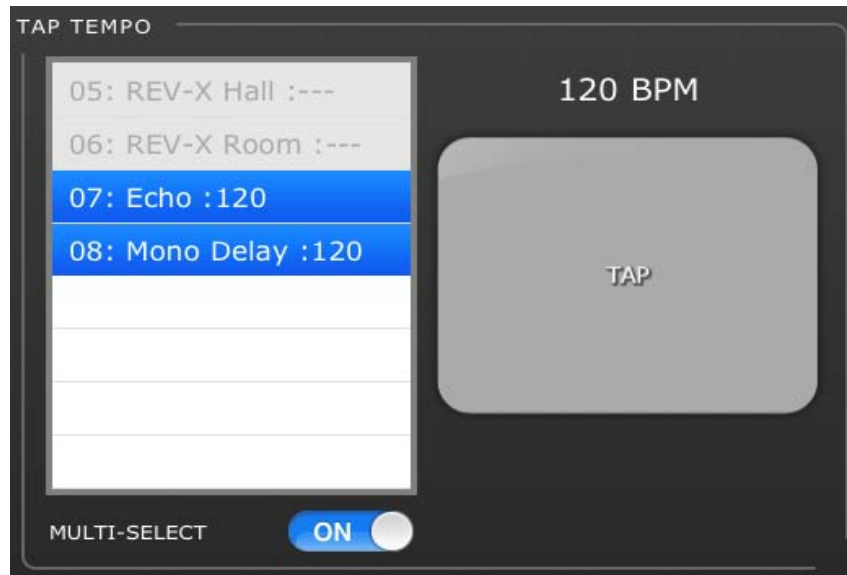 TAP TEMPO
05: REV-X Hall :---
06: REV-X Room :---
07: Echo :120
08: Mono Delay :120
120 BPM
TAP
MULTI-SELECT
ON